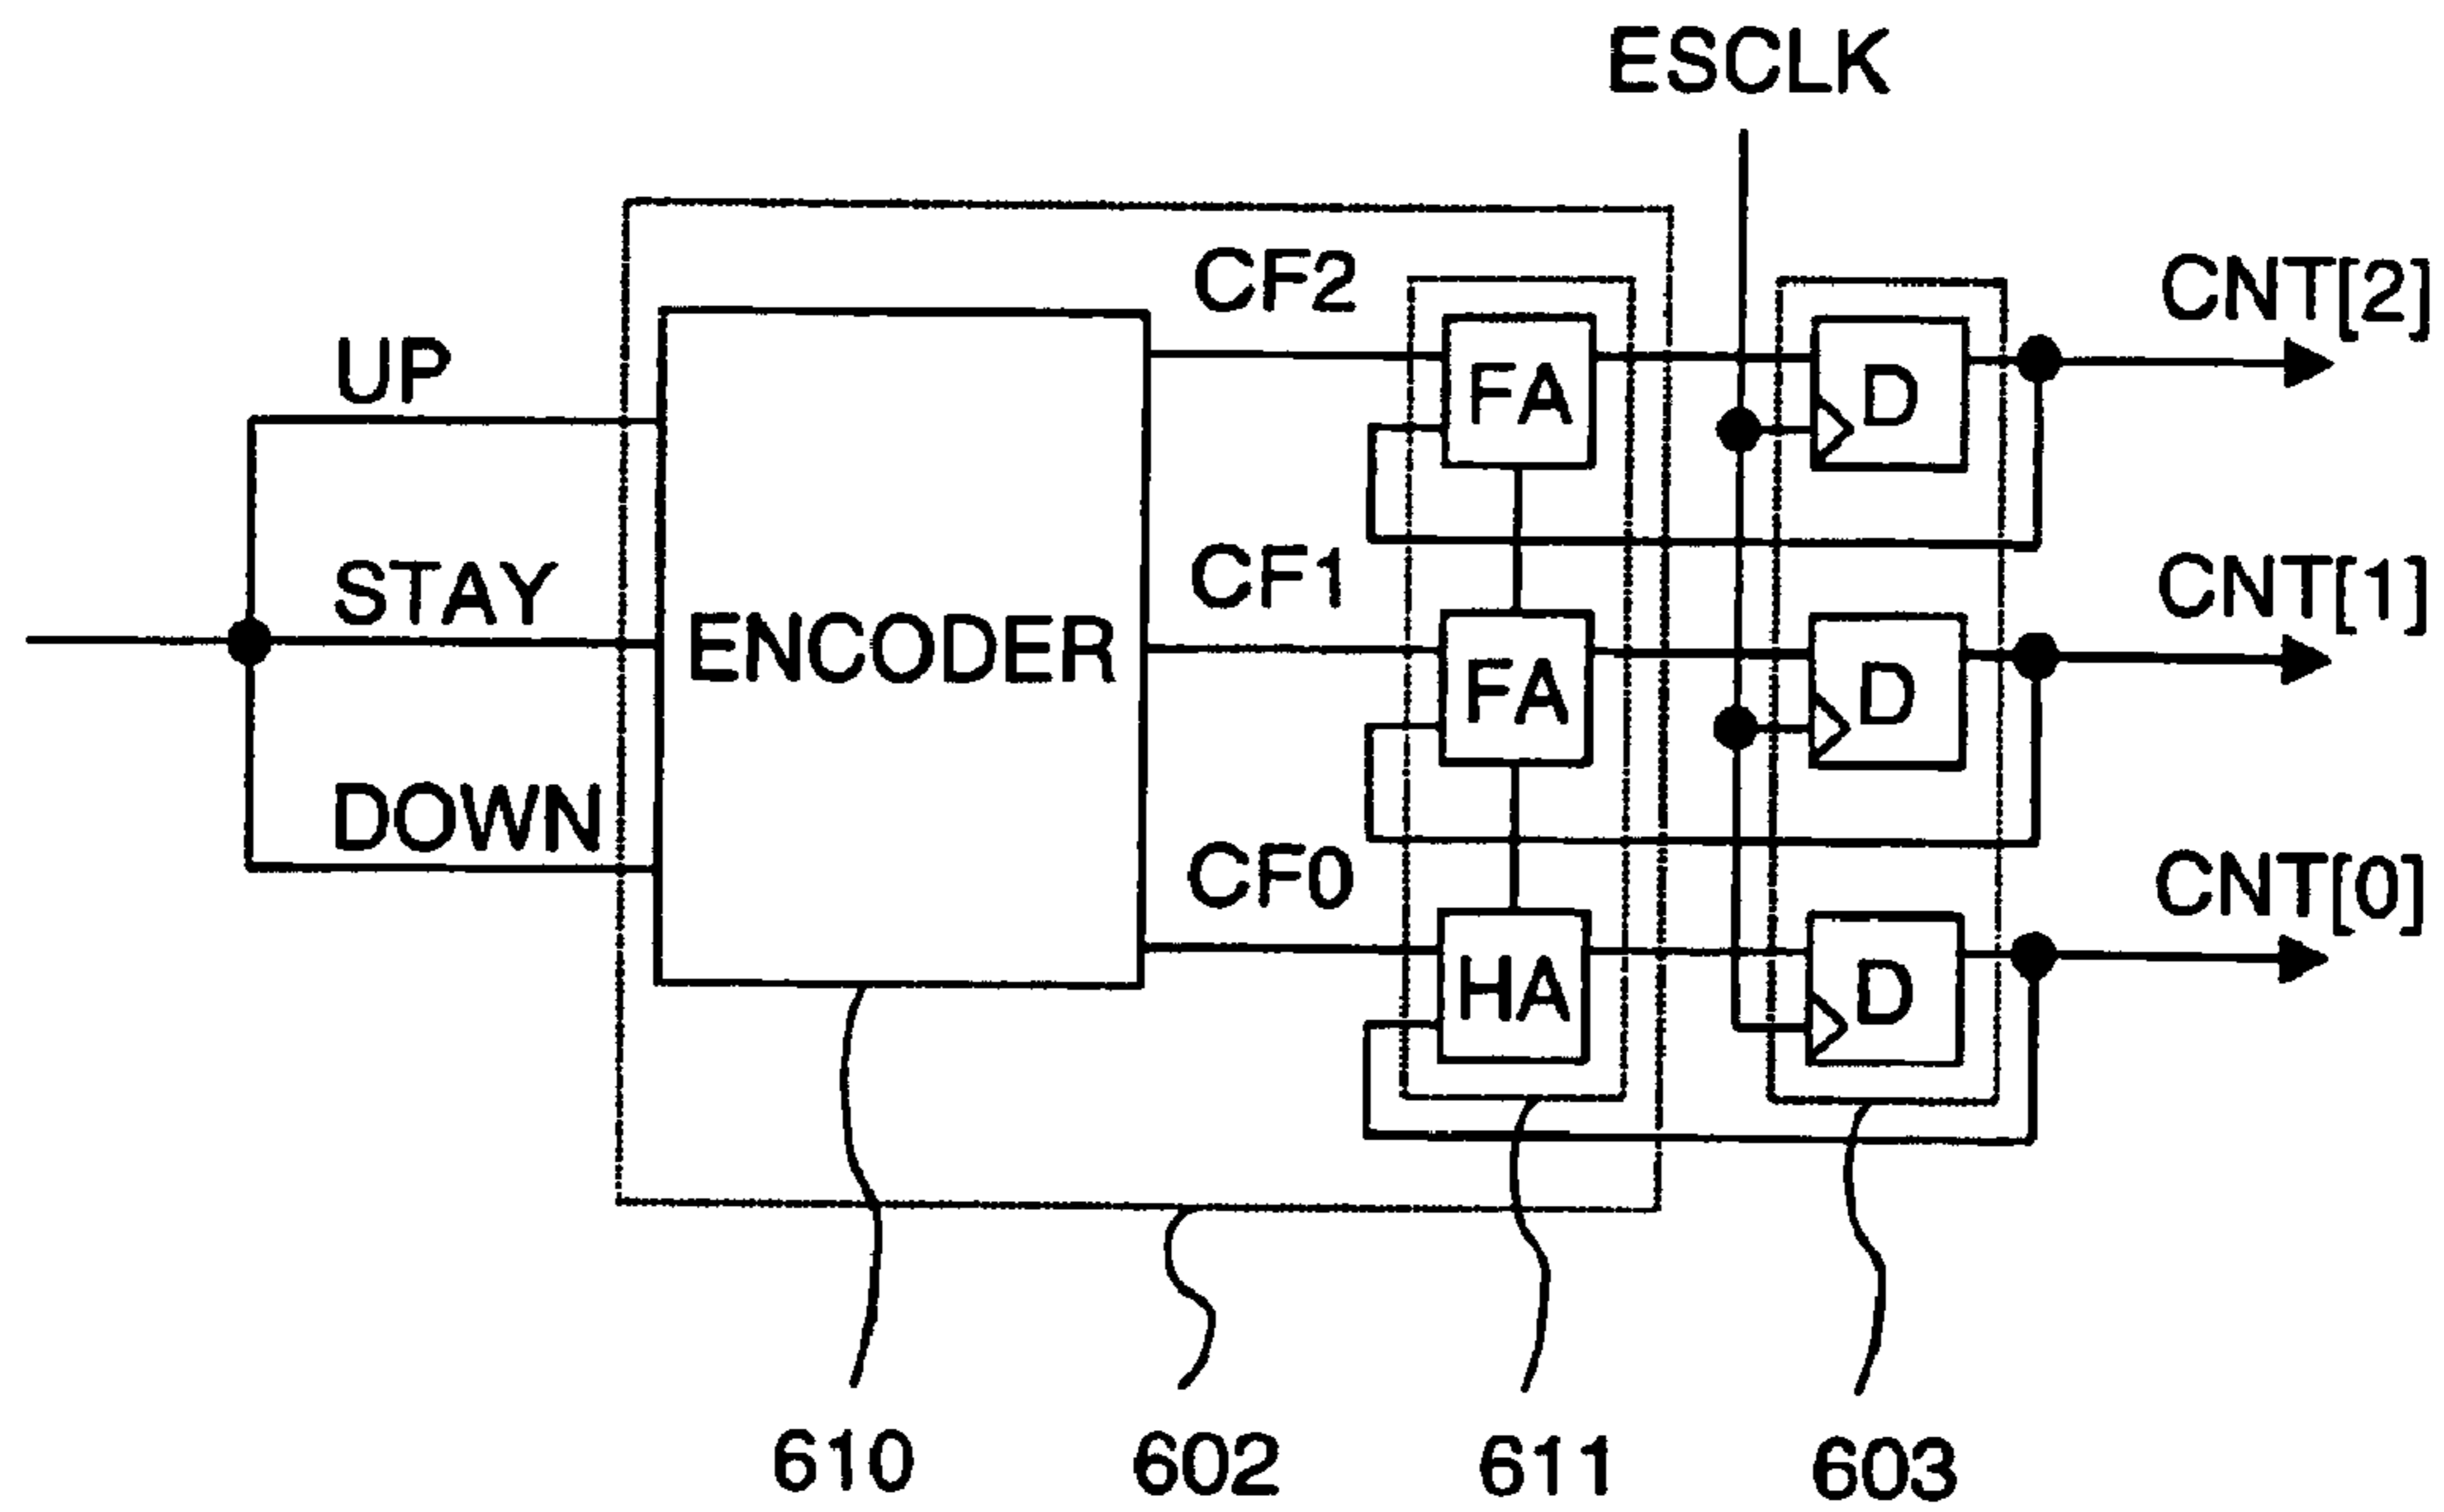 ESCLK
CF2
CNT[2]
UP
FA
D
STAY
CF1
CNT[1]
ENCODER
FA
D
DOWN
CF0
CNT[0]
HA
D
610
602
611
603